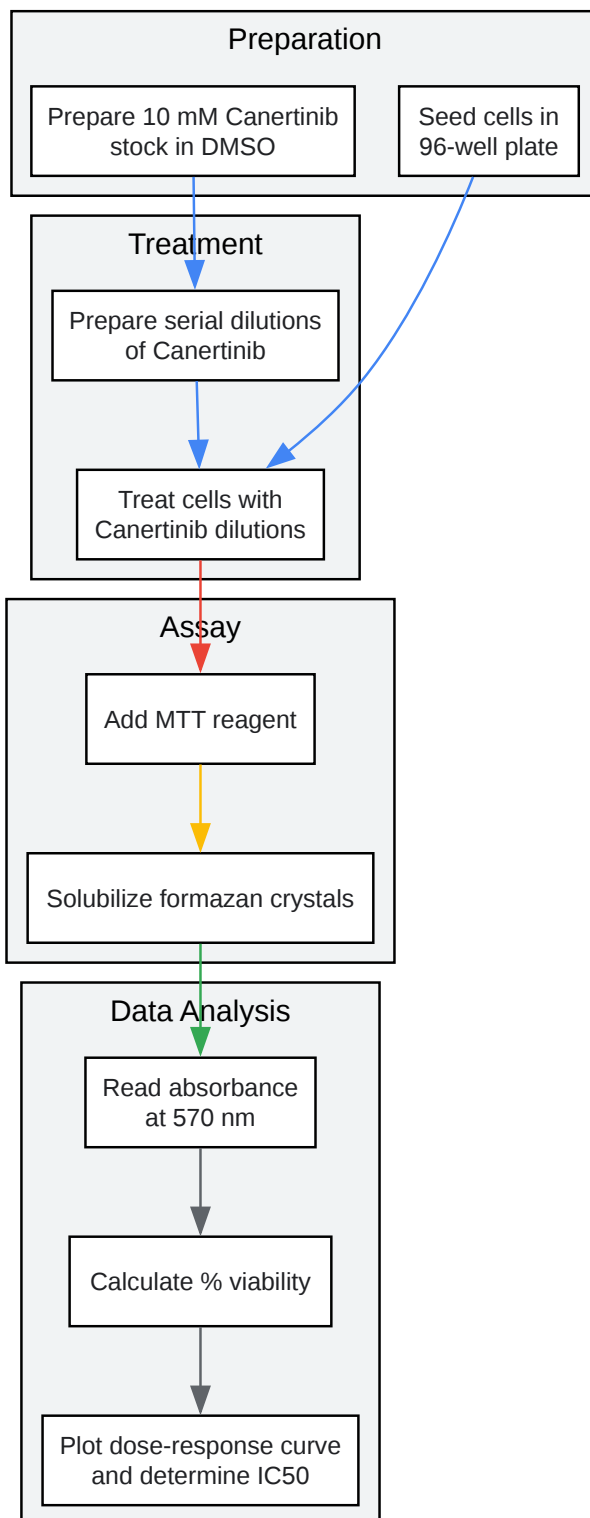 Preparation
Prepare 10 mM Canertinib
stock in DMSO
Seed cells in
96-well plate
Treatment
Prepare serial dilutions
of Canertinib
Treat cells with
Canertinib dilutions
Assay
Add MTT reagent
Solubilize formazan crystals
Data Analysis
Read absorbance
at 570 nm
Calculate % viability
Plot dose-response curve
and determine IC50